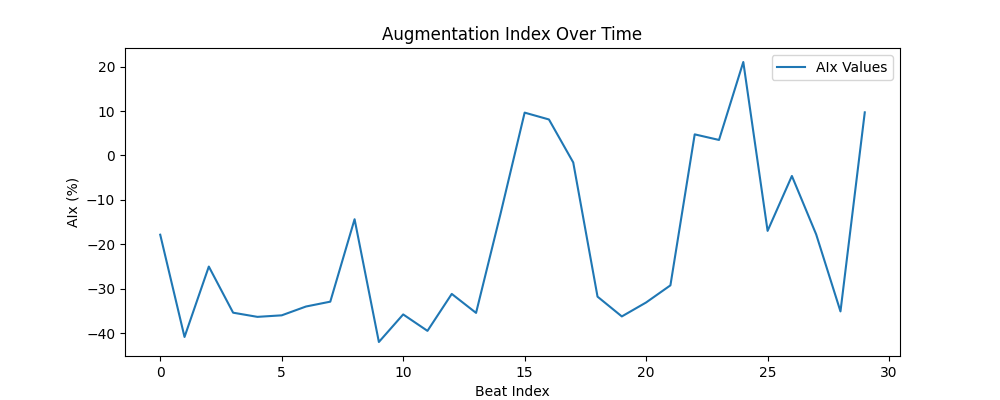 Augmentation Index Over Time
AIx Values
AIx (%)
20
10
0
−10
−20
−30
−40
0 5 10 15 20 25 30
Beat Index